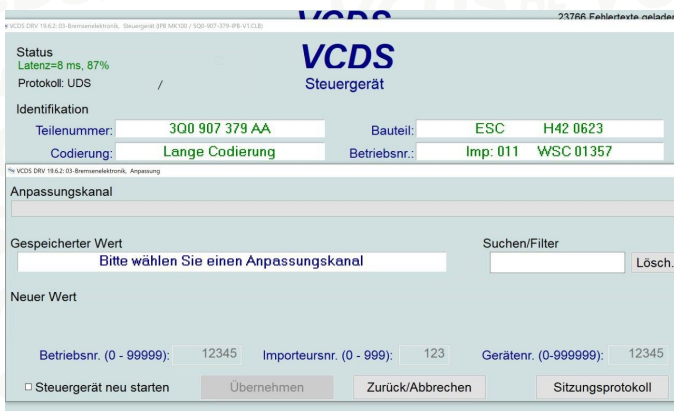 VCDS
23766 Fehlertexte geladen
VCDS DRV 19.6.2: 03-Bremsenelektronik, Steuergerät (IPB MK100 / 5Q0-907-379-IPB-V1.CLB)
Status
Latenz=8 ms, 87%
Protokoll: UDS /
VCDS
Steuergerät
Identifikation
Teilenummer: 3Q0 907 379 AA Bauteil: ESC H42 0623
Codierung: Lange Codierung Betriebsnr.: Imp: 011 WSC 01357
VCDS DRV 19.6.2: 03-Bremsenelektronik, Anpassung
Anpassungskanal
Gespeicherter Wert Suchen/Filter
Bitte wählen Sie einen Anpassungskanal Lösch.
Neuer Wert
Betriebsnr. (0 - 99999): 12345 Importeursnr. (0 - 999): 123 Gerätenr. (0-999999): 12345
Steuergerät neu starten Übernehmen Zurück/Abbrechen Sitzungsprotokoll